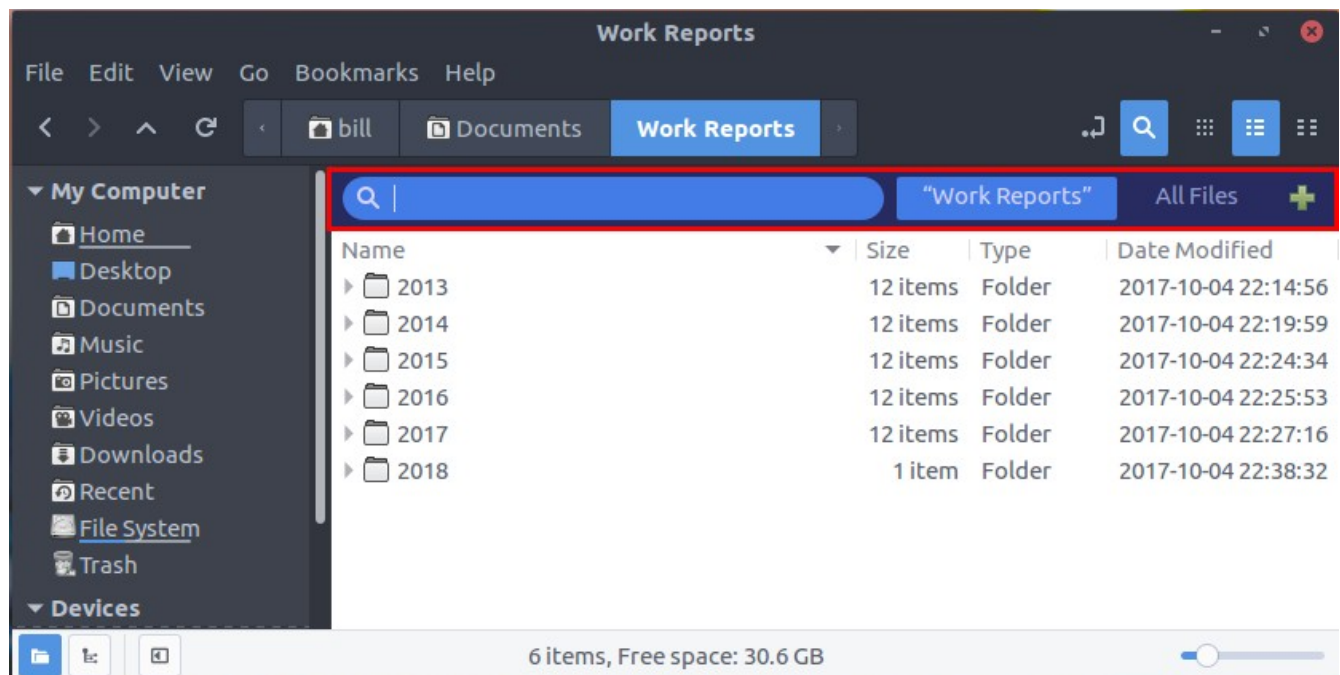 Work Reports
File Edit View Go Bookmarks Help
bill Documents Work Reports
My Computer
"Work Reports" All Files
Home
Name Size Type Date Modified
Desktop
2013 12 items Folder 2017-10-04 22:14:56
Documents
2014 12 items Folder 2017-10-04 22:19:59
Music
2015 12 items Folder 2017-10-04 22:24:34
Pictures
2016 12 items Folder 2017-10-04 22:25:53
Videos
2017 12 items Folder 2017-10-04 22:27:16
Downloads
2018 1 item Folder 2017-10-04 22:38:32
Recent
File System
Trash
Devices
6 items, Free space: 30.6 GB